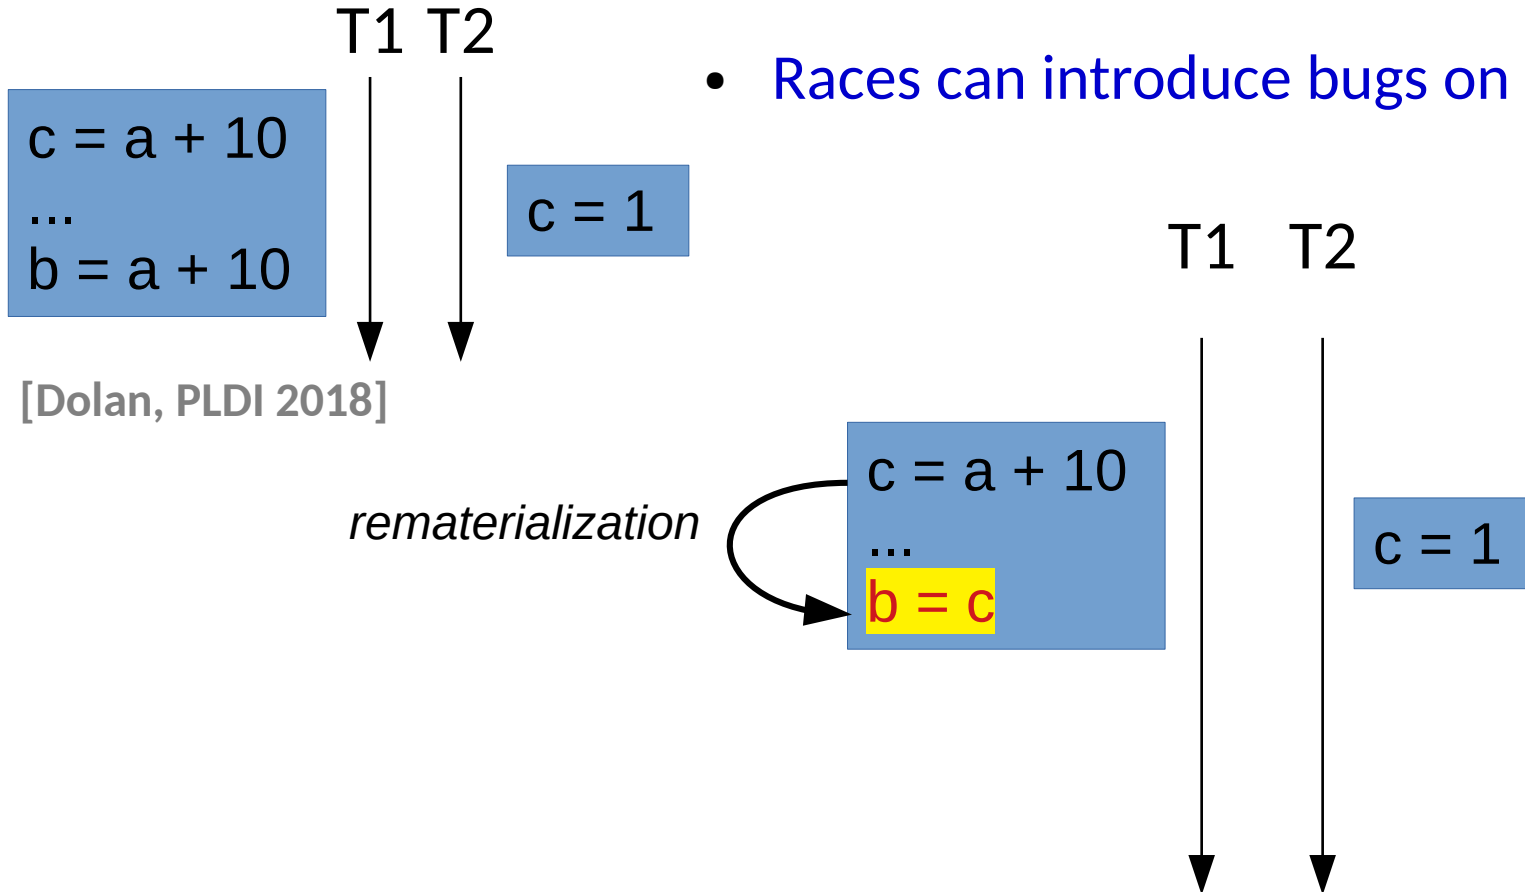 T1 T2
c = a + 10
...
b = a + 10
c = 1
[Dolan, PLDI 2018]
• Races can introduce bugs on
T1 T2
rematerialization
c = a + 10
...
b = c
c = 1